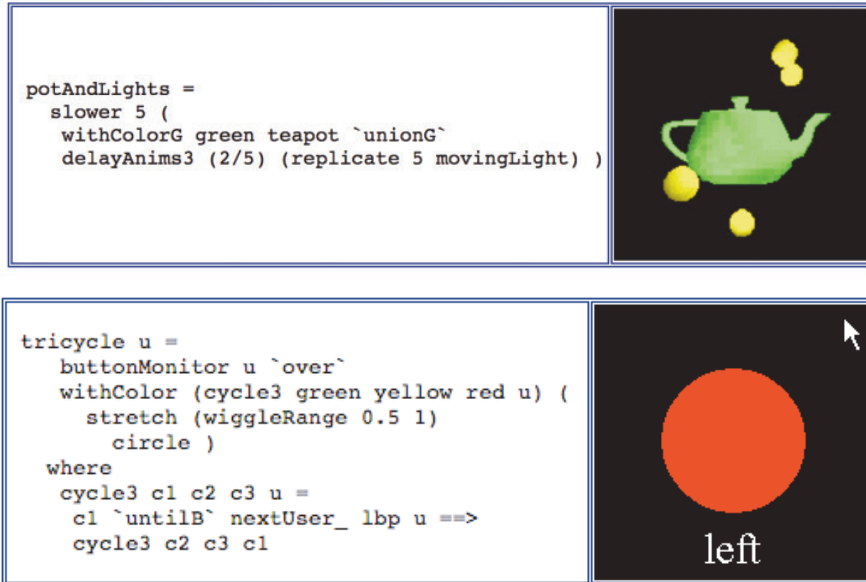 potAndLights =
slower 5 (
withColorG green teapot `unionG`
delayAnims3 (2/5) (replicate 5 movingLight) )
tricycle u =
buttonMonitor u `over`
withColor (cycle3 green yellow red u) (
stretch (wiggleRange 0.5 1)
circle )
where
cycle3 c1 c2 c3 u =
c1 `untilB` nextUser_ lbp u ==>
cycle3 c2 c3 c1
left